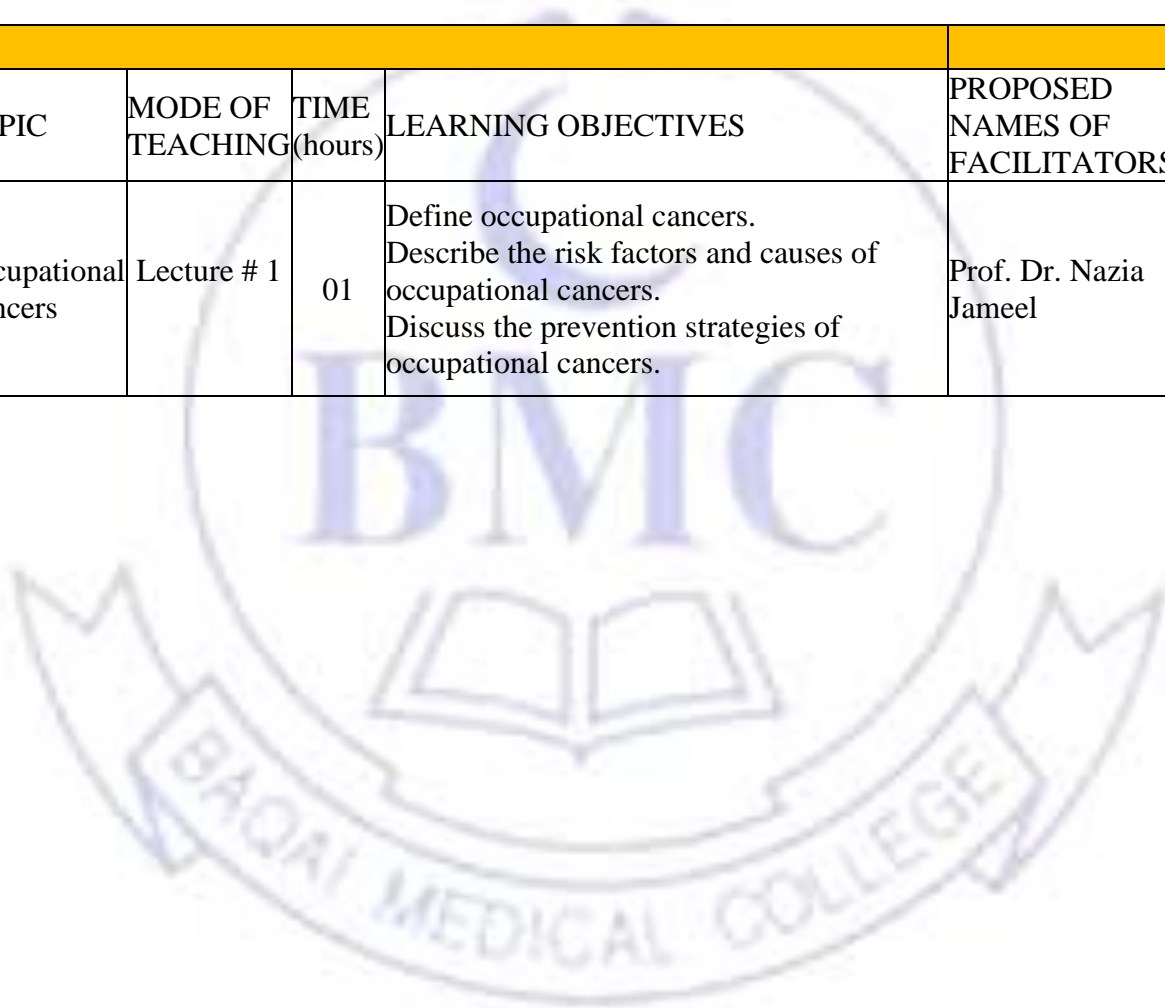 PIC
MODE OF
TEACHING
TIME
(hours)
LEARNING OBJECTIVES
PROPOSED
NAMES OF
FACILITATORS
cupational
ncers
Lecture # 1
01
Define occupational cancers.
Describe the risk factors and causes of
occupational cancers.
Discuss the prevention strategies of
occupational cancers.
Prof. Dr. Nazia
Jameel
BMC
BAQAI MEDICAL COLLEGE